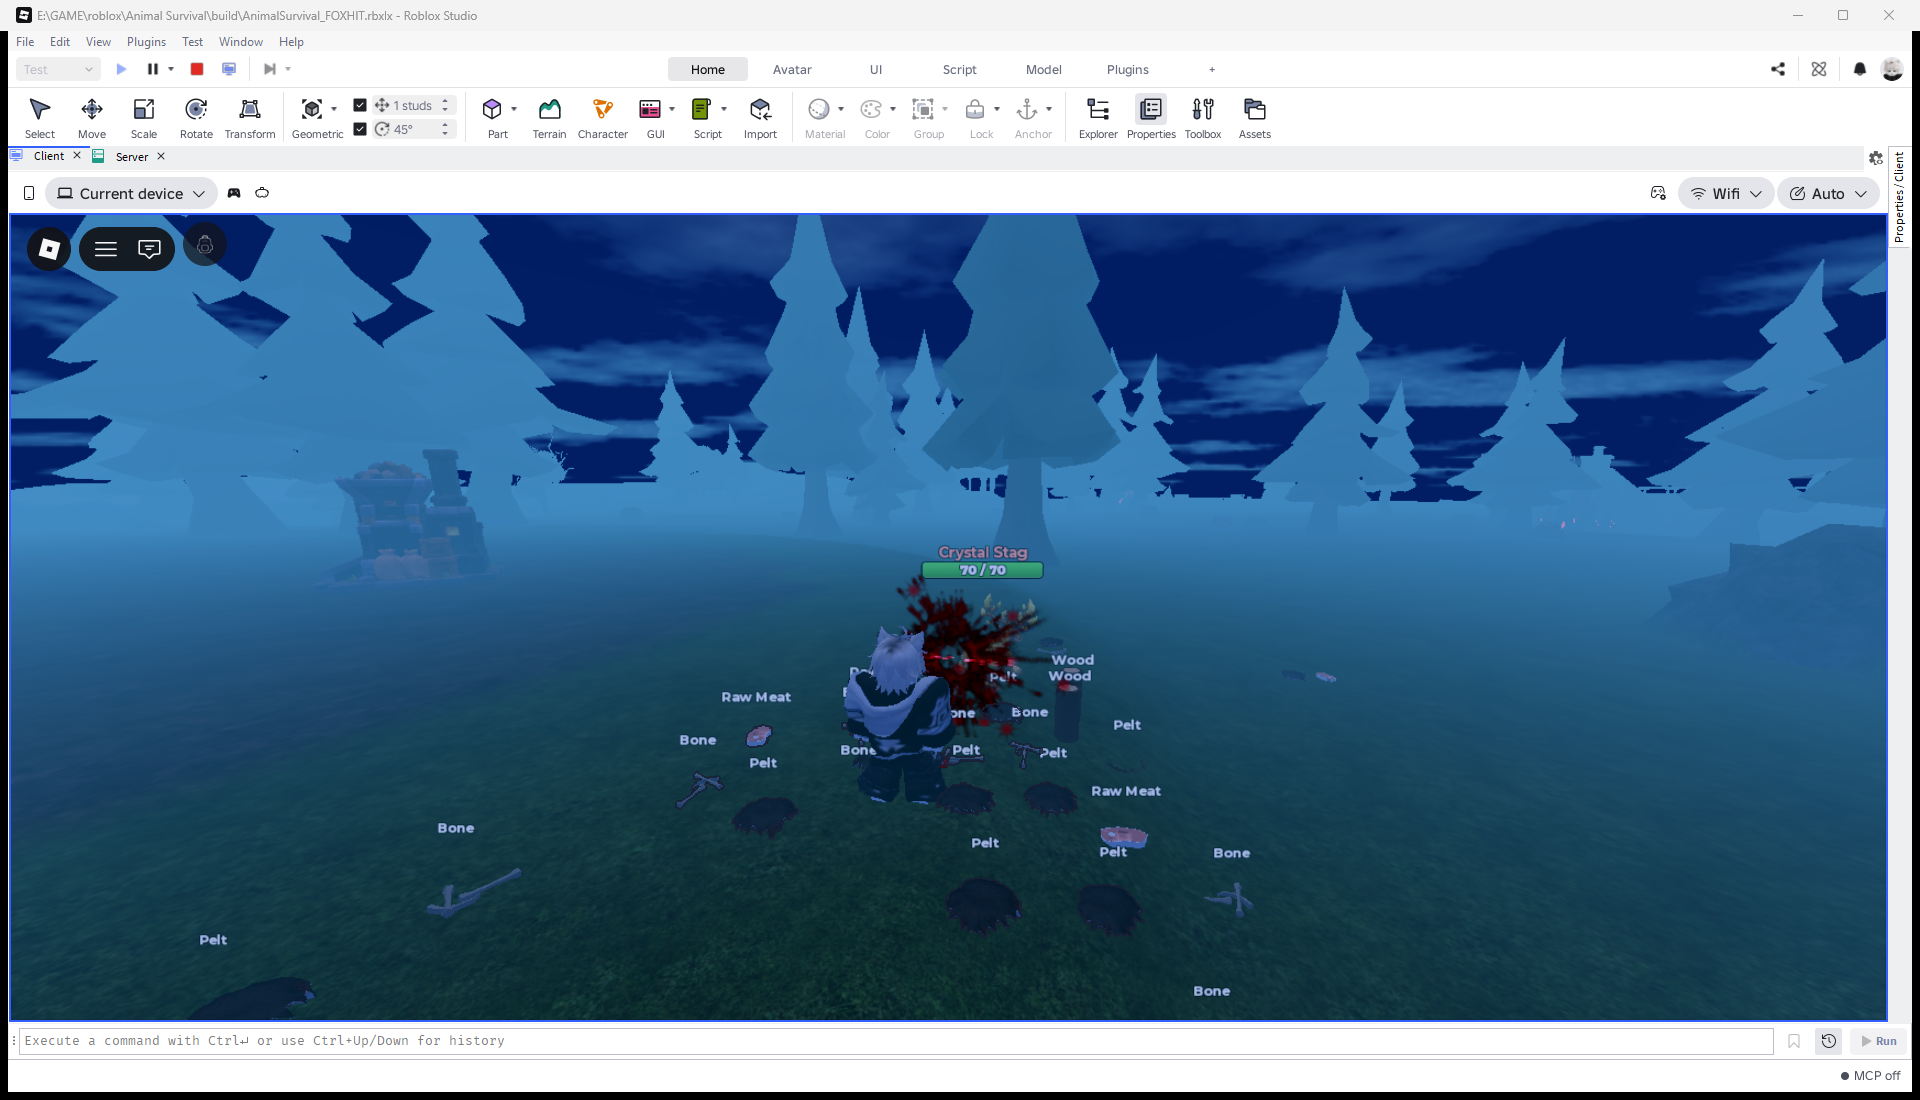 E:\GAME\roblox\Animal Survival\build\AnimalSurvival_FOXHIT.rbxlx - Roblox Studio
File Edit View Plugins Test Window Help
Test
Home Avatar UI Script Model Plugins +
1 studs
45°
Select Move Scale Rotate Transform Geometric Part Terrain Character GUI Script Import Material Color Group Lock Anchor Explorer Properties Toolbox Assets
Client Server
Properties / Client
Current device
Wifi
Auto
Crystal Stag
70 / 70
Wood
Wood
Pelt
Raw Meat
Bone
Pelt
Bone
Bone
Pelt
Pelt
Pelt
Raw Meat
Bone
Pelt
Pelt
Bone
Pelt
Bone
Execute a command with Ctrl↵ or use Ctrl+Up/Down for history
Run
MCP off